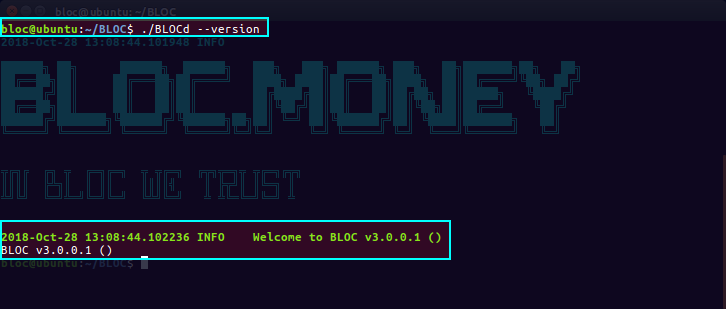 bloc@ubuntu: ~/BLOC
bloc@ubuntu:~/BLOC$ ./BLOCd --version
2018-Oct-28 13:08:44.101948 INFO
BLOC.MONEY
IN BLOC WE TRUST
2018-Oct-28 13:08:44.102236 INFO    Welcome to BLOC v3.0.0.1 ()
BLOC v3.0.0.1 ()
bloc@ubuntu:~/BLOC$